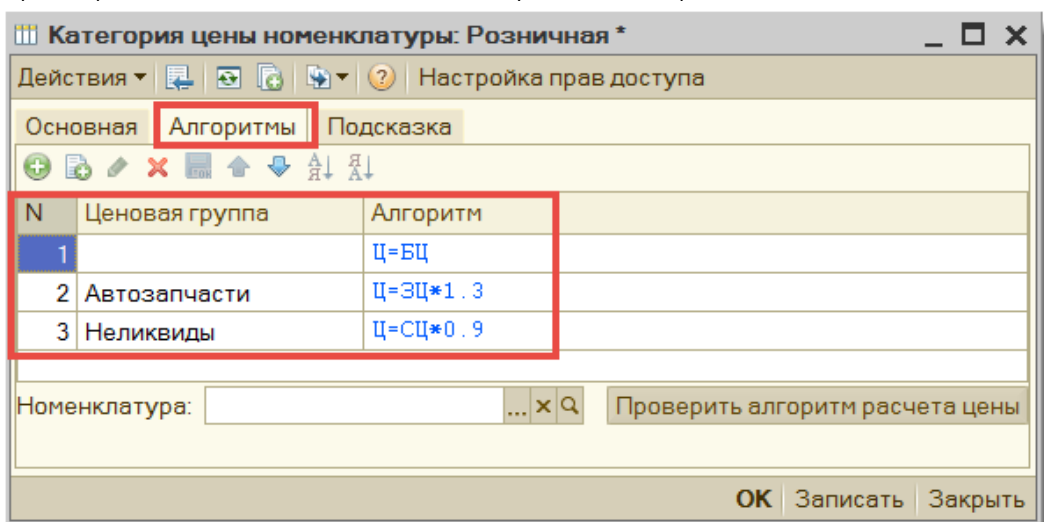 Категория цены номенклатуры: Розничная *
Действия Настройка прав доступа
Основная Алгоритмы Подсказка
N Ценовая группа Алгоритм
1 Ц=БЦ
2 Автозапчасти Ц=ЗЦ*1.3
3 Неликвиды Ц=СЦ*0.9
Номенклатура: ... Проверить алгоритм расчета цены
OK Записать Закрыть